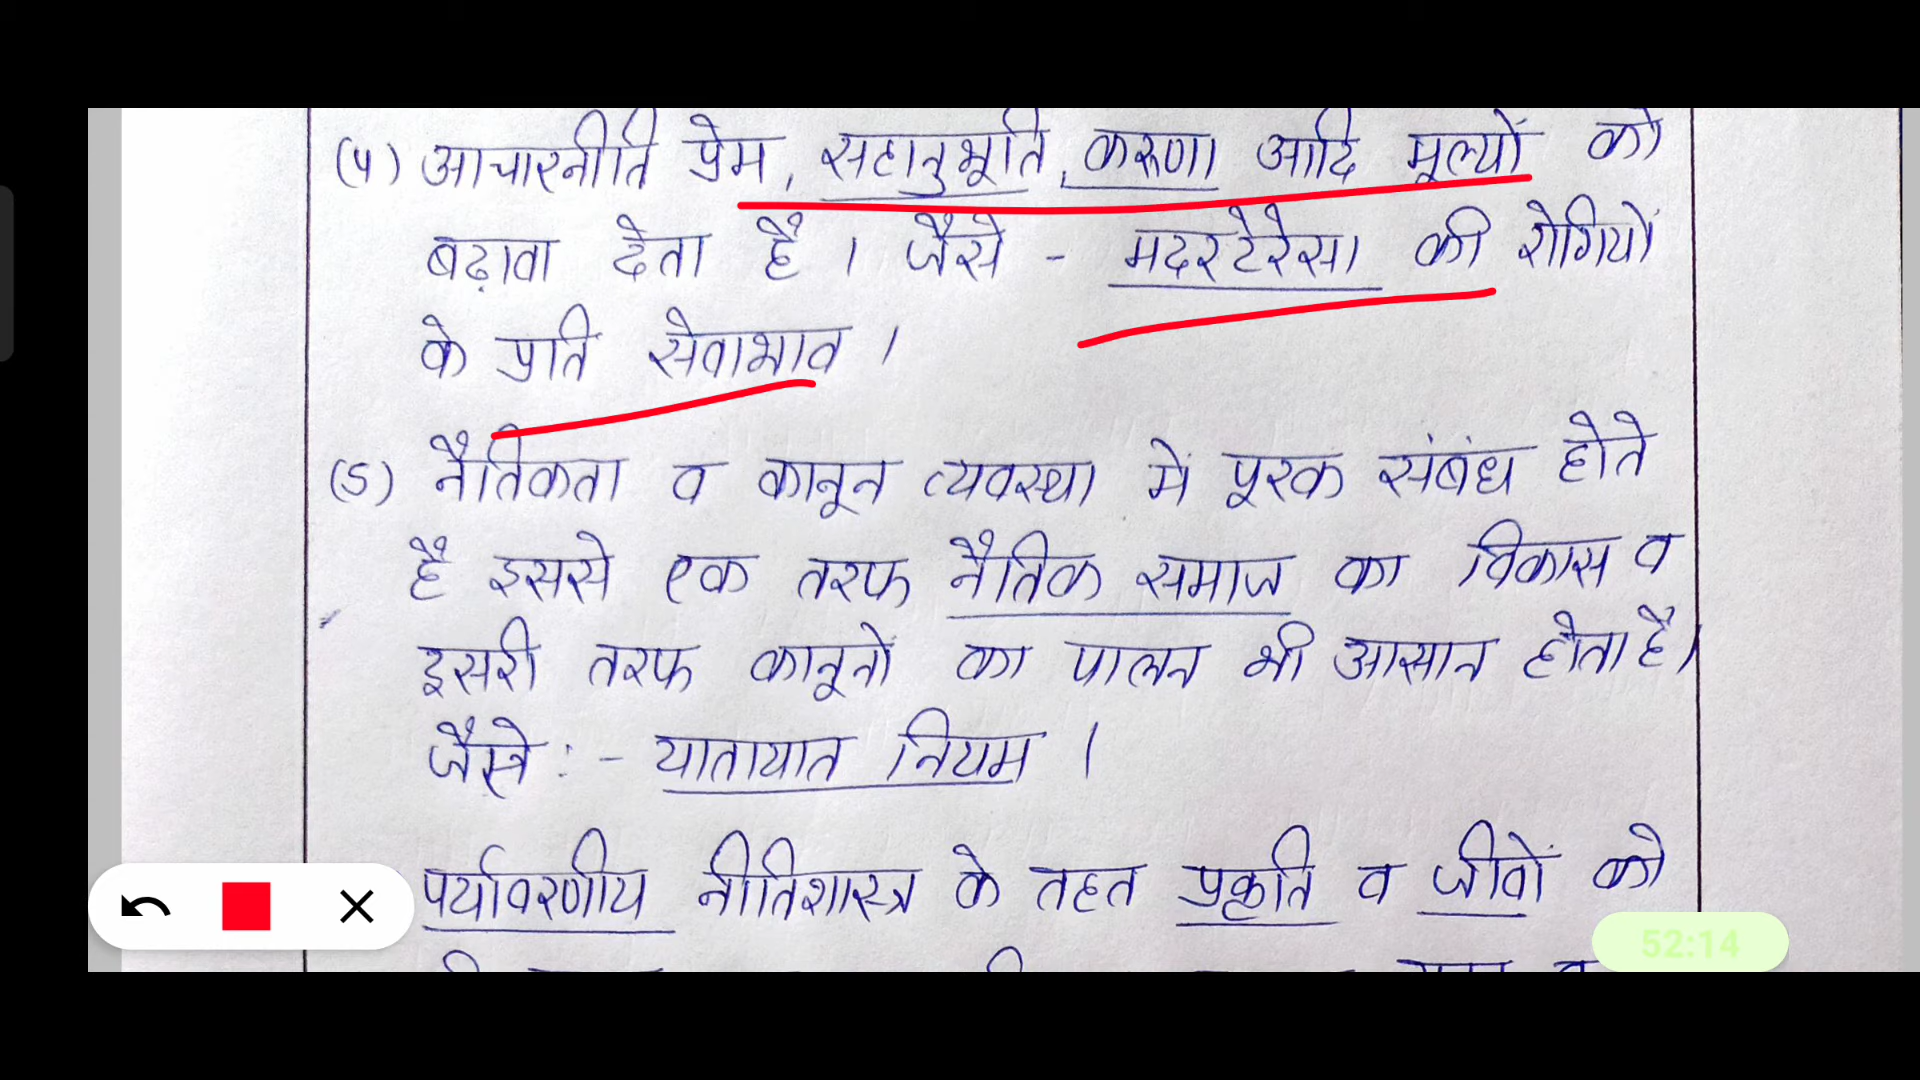 (4) आचारनीति प्रेम, सहानुभूति, करूणा आदि मूल्यों को
बढ़ावा देता है । जैसे - मदरटेरेसा की रोगियों
के प्रति सेवाभाव ।
(5) नैतिकता व कानून व्यवस्था में पूरक संबंध होते
है इससे एक तरफ नैतिक समाज का विकास व
दूसरी तरफ कानूनों का पालन भी आसान होता है।
जैसे :- यातायात नियम ।
पर्यावरणीय नीतिशास्त्र के तहत प्रकृति व जीवों को
52:14